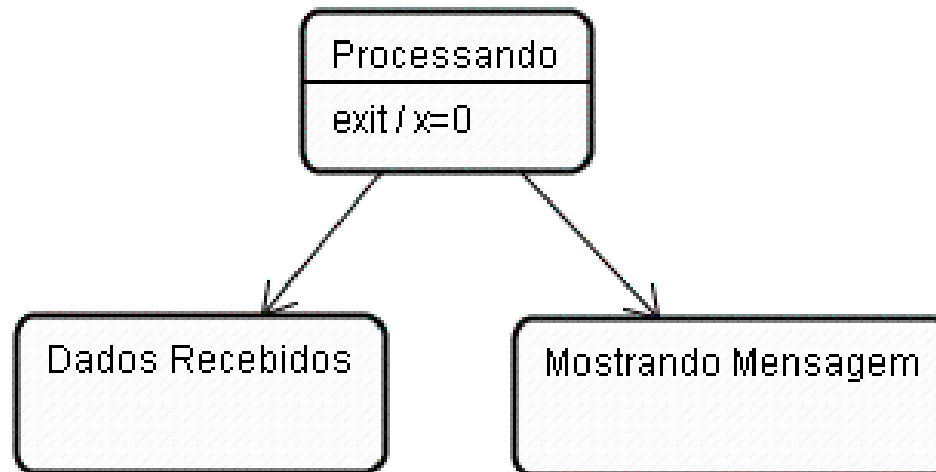 Processando
exit / x=0
Dados Recebidos
Mostrando Mensagem